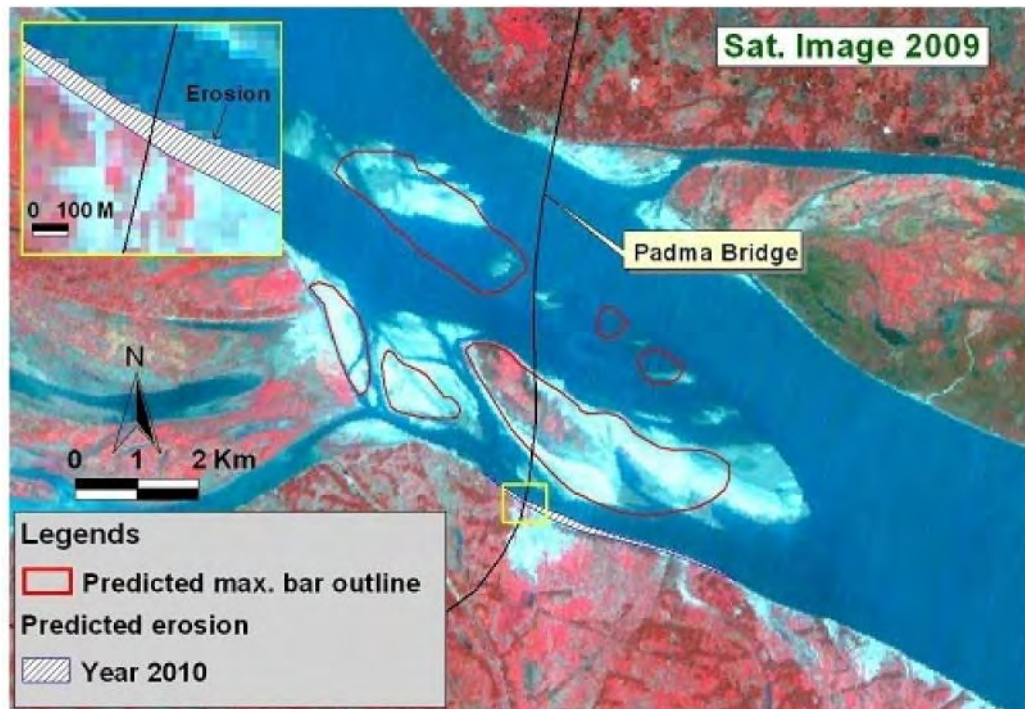 Sat. Image 2009
Erosion
0 100 M
Padma Bridge
N
0 1 2 Km
Legends
Predicted max. bar outline
Predicted erosion
Year 2010